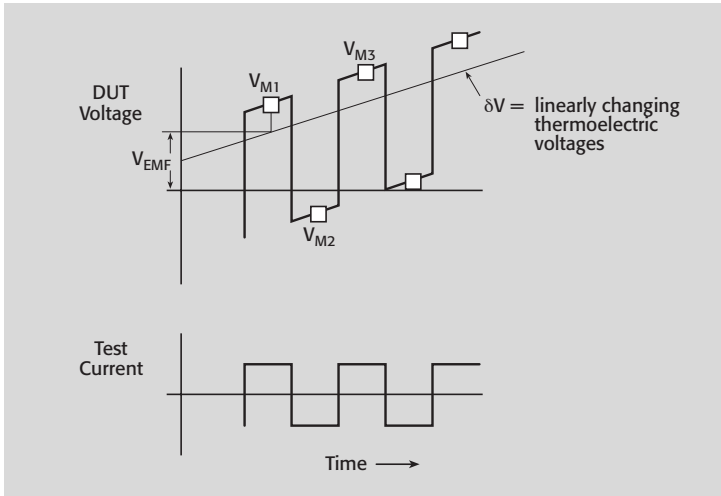 V_M3
V_M1
DUT
Voltage
δV = linearly changing
thermoelectric
voltages
V_EMF
V_M2
Test
Current
Time